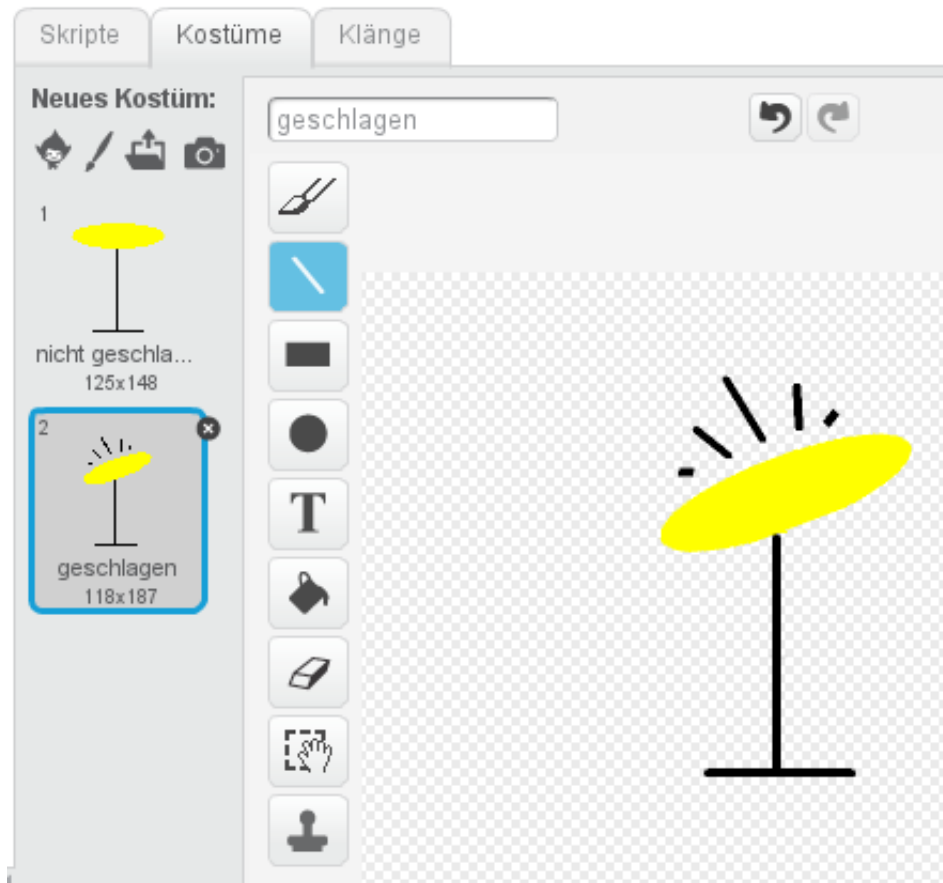 Skripte
Kostüme
Klänge
Neues Kostüm:
geschlagen
1
nicht geschla...
125x148
2
geschlagen
118x187
T